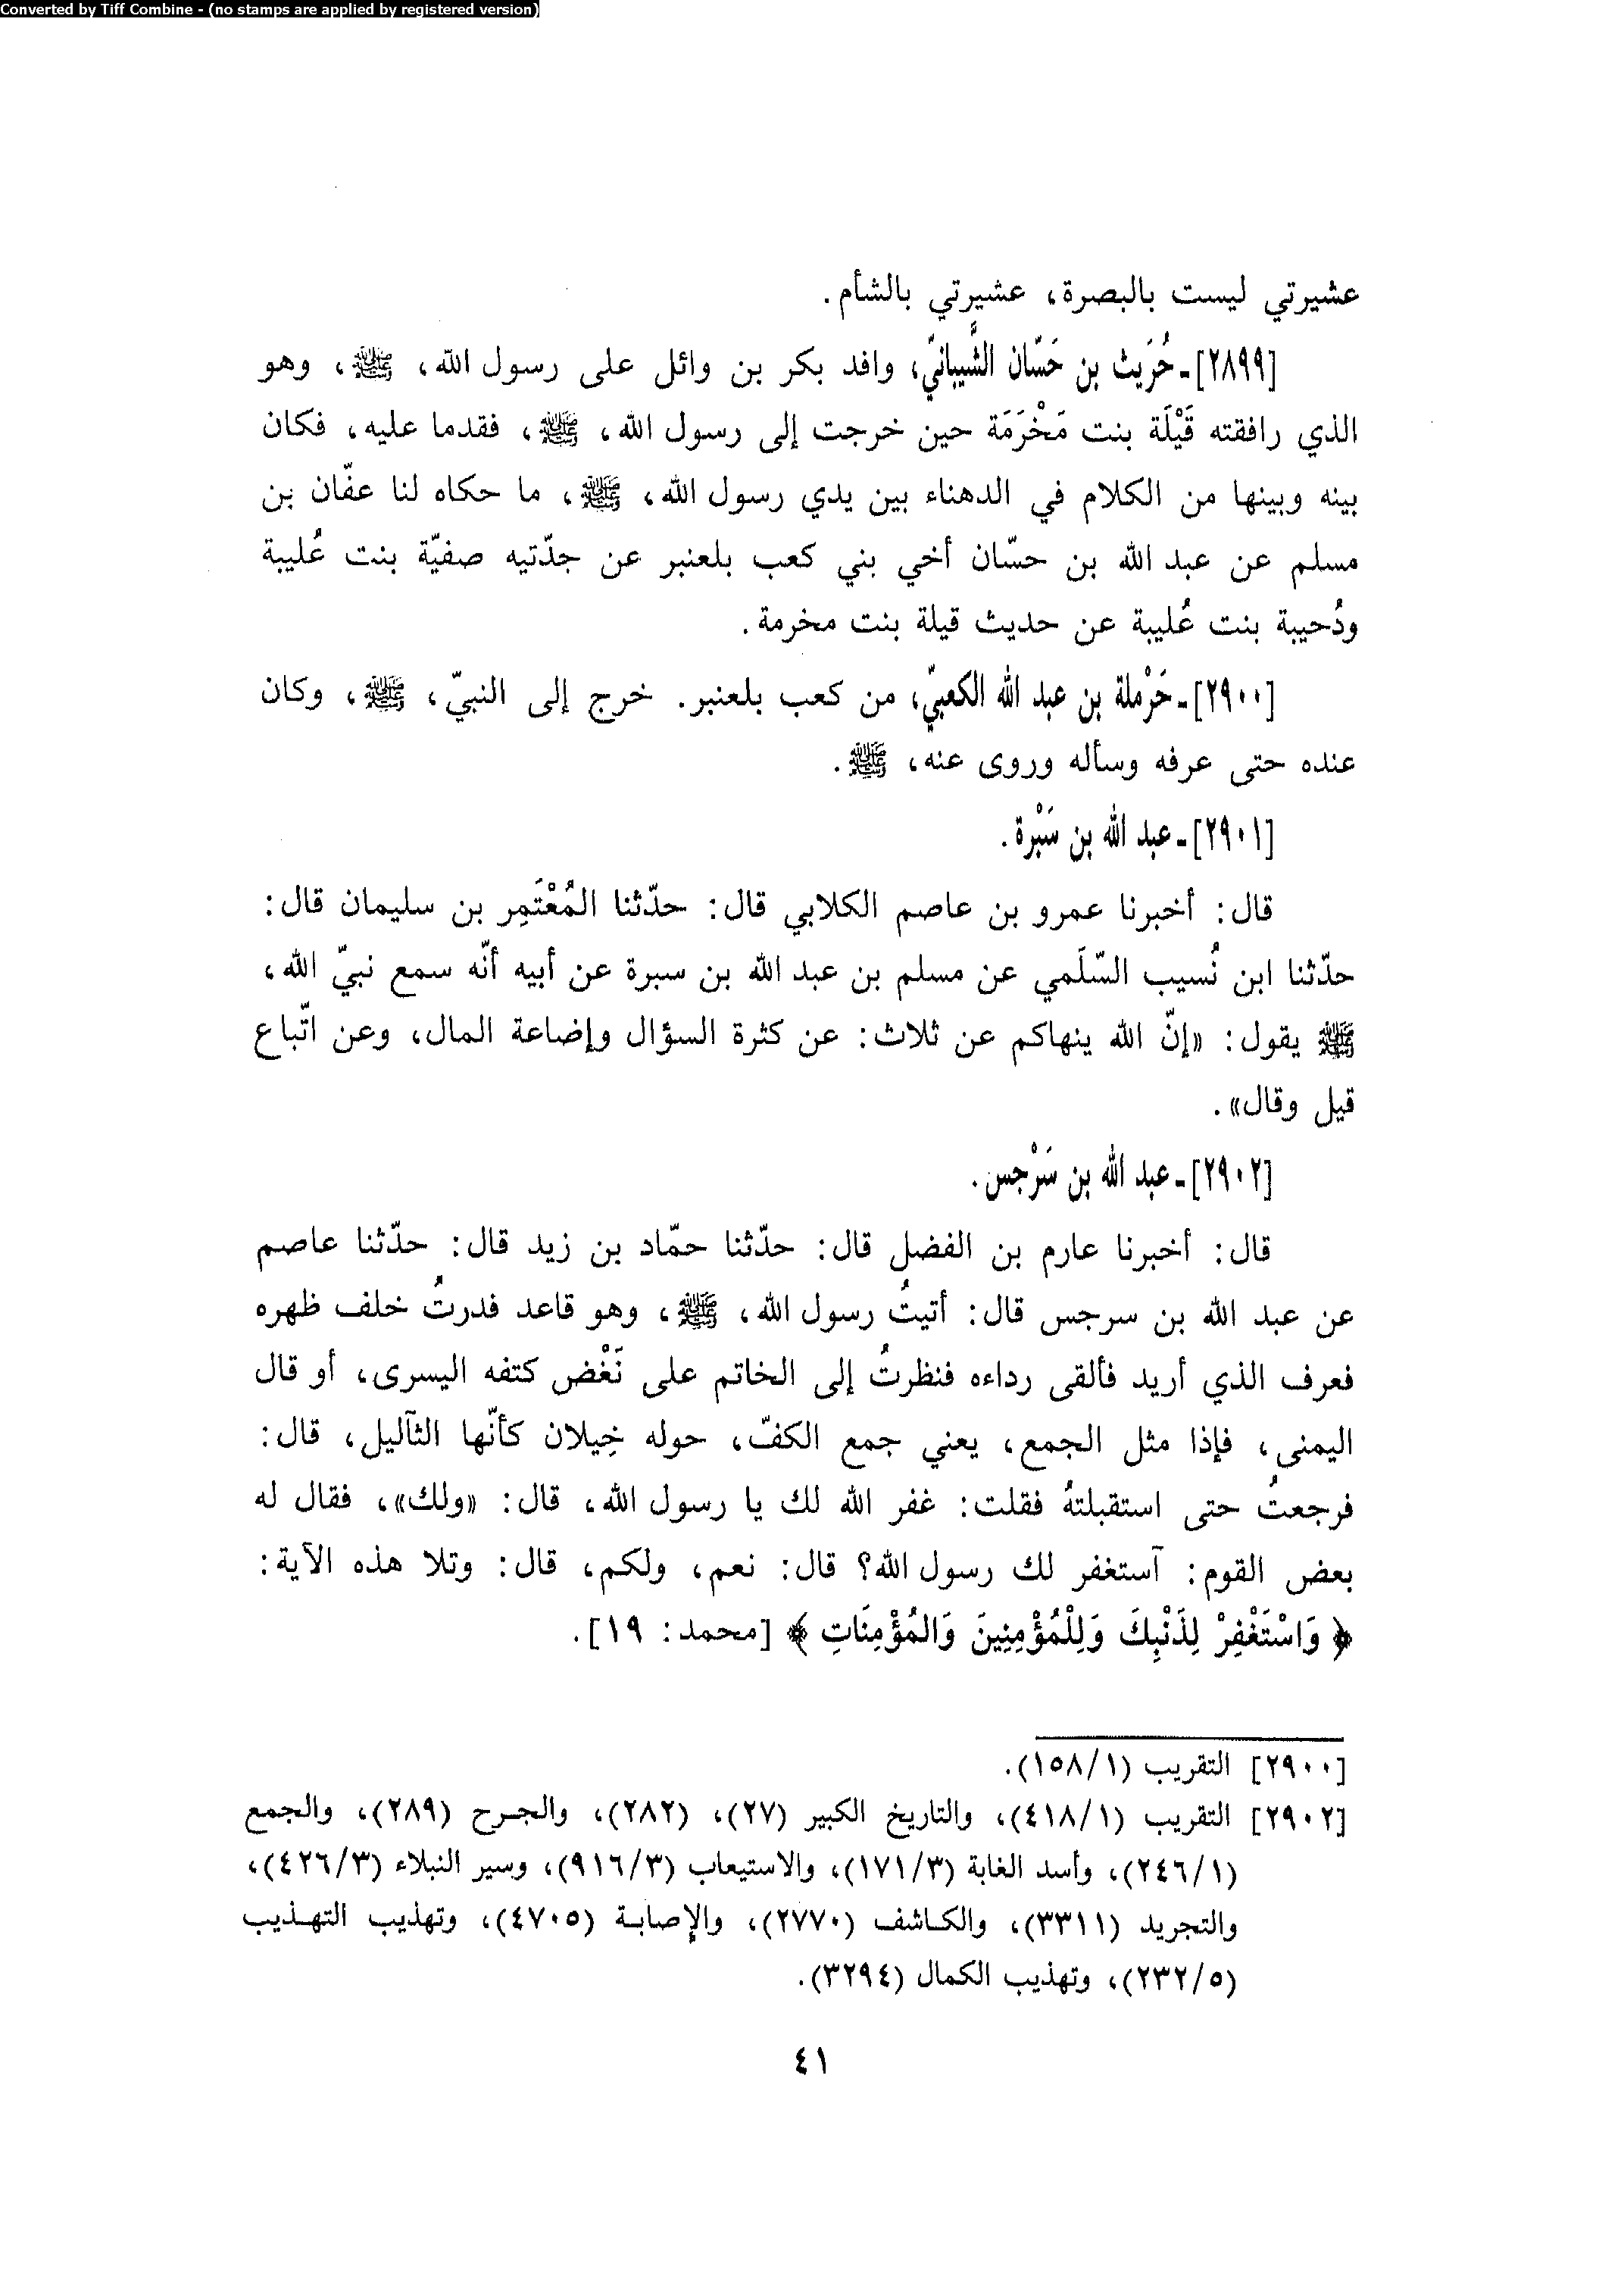 Converted by Tiff Combine - (no stamps are applied by registered version)
عشيرتي ليست بالبصرة، عشيرتي بالشأم.
[٢٨٩٩]ـ حُرَيث بن حَسّان الشَّيبانيّ، وافد بكر بن وائل على رسول الله، ﷺ، وهو
الذي رافقته قَيْلَة بنت مَخْرَمَة حين خرجت إلى رسول الله، ﷺ، فقدما عليه، فكان
بينه وبينها من الكلام في الدهناء بين يدي رسول الله، ﷺ، ما حكاه لنا عفّان بن
مسلم عن عبد الله بن حسّان أخي بني كعب بلعنبر عن جدّتيه صفيّة بنت عُليبة
ودُحيبة بنت عُليبة عن حديث قيلة بنت مخرمة.
[٢٩٠٠]ـ حَرْملة بن عبد الله الكعبيّ، من كعب بلعنبر. خرج إلى النبيّ، ﷺ، وكان
عنده حتى عرفه وسأله وروى عنه، ﷺ.
[٢٩٠١]ـ عبد الله بن سَبْرة.
قال: أخبرنا عمرو بن عاصم الكلابي قال: حدّثنا المُعْتَمِر بن سليمان قال:
حدّثنا ابن نُسيب السّلَمي عن مسلم بن عبد الله بن سبرة عن أبيه أنّه سمع نبيّ الله،
ﷺ يقول: «إنّ الله ينهاكم عن ثلاث: عن كثرة السؤال وإضاعة المال، وعن اتّباع
قيل وقال».
[٢٩٠٢]ـ عبد الله بن سَرْجس.
قال: أخبرنا عارم بن الفضل قال: حدّثنا حمّاد بن زيد قال: حدّثنا عاصم
عن عبد الله بن سرجس قال: أتيتُ رسول الله، ﷺ، وهو قاعد فدرتُ خلف ظهره
فعرف الذي أريد فألقى رداءه فنظرتُ إلى الخاتم على نَغْض كتفه اليسرى، أو قال
اليمنى، فإذا مثل الجمع، يعني جمع الكفّ، حوله خِيلان كأنّها الثآليل، قال:
فرجعتُ حتى استقبلتهُ فقلت: غفر الله لك يا رسول الله، قال: «ولك»، فقال له
بعض القوم: آستغفر لك رسول الله؟ قال: نعم، ولكم، قال: وتلا هذه الآية:
﴿ وَاسْتَغْفِرْ لِذَنْبِكَ وَلِلْمُؤْمِنِينَ وَالمُؤْمِنَاتِ ﴾ [محمد: ١٩].
[٢٩٠٠] التقريب (١٥٨/١).
[٢٩٠٢] التقريب (٤١٨/١)، والتاريخ الكبير (٢٧)، (٢٨٢)، والجرح (٢٨٩)، والجمع
(٢٤٦/١)، وأسد الغابة (١٧١/٣)، والاستيعاب (٩١٦/٣)، وسير النبلاء (٤٢٦/٣)،
والتجريد (٣٣١١)، والكاشف (٢٧٧٠)، والإصابة (٤٧٠٥)، وتهذيب التهذيب
(٢٣٢/٥)، وتهذيب الكمال (٣٢٩٤).
٤١